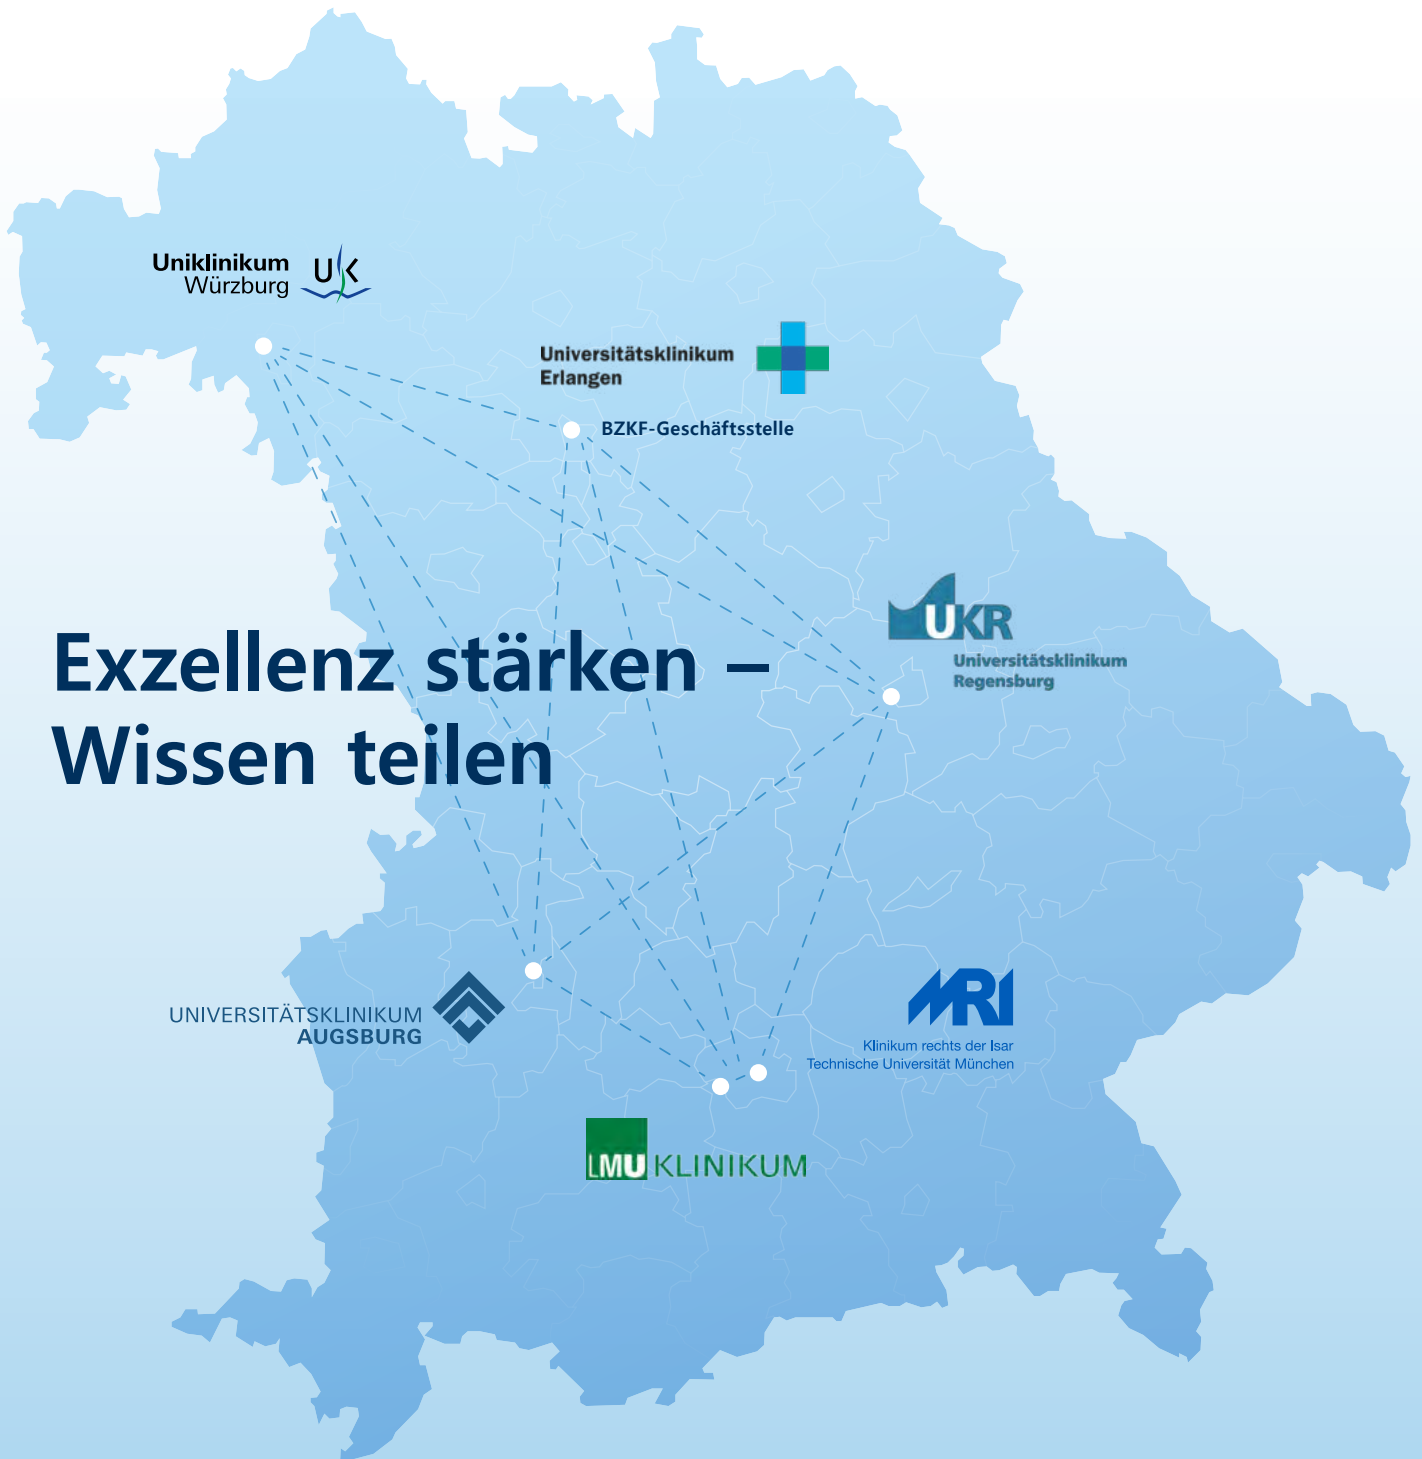 Uniklinikum
Würzburg
UK
Universitätsklinikum
Erlangen
BZKF-Geschäftsstelle
UKR
Universitätsklinikum
Regensburg
Exzellenz stärken –
Wissen teilen
UNIVERSITÄTSKLINIKUM
AUGSBURG
MRI
Klinikum rechts der Isar
Technische Universität München
LMU KLINIKUM